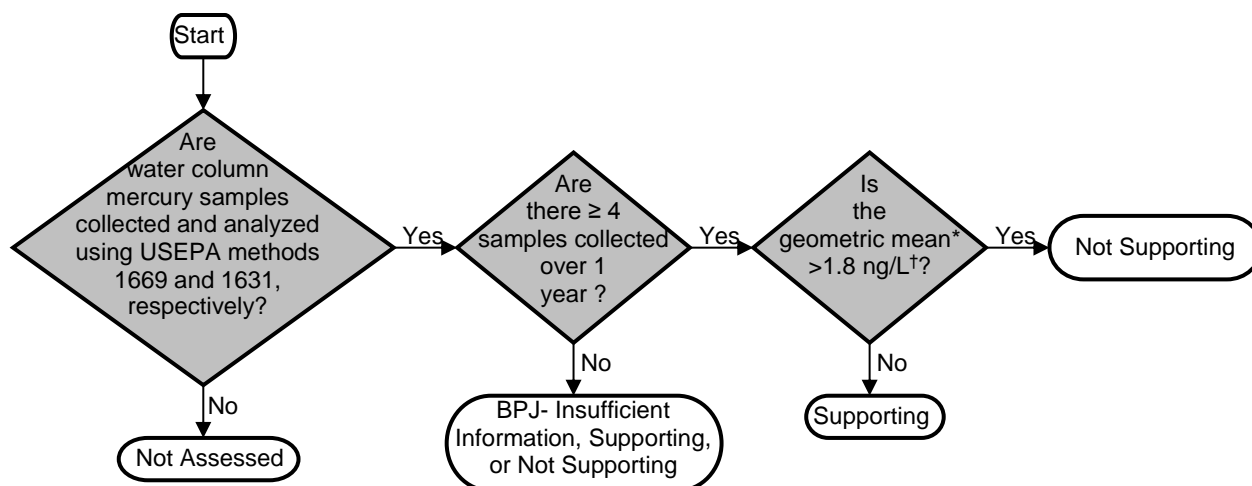 Start
Are
water column
mercury samples
collected and analyzed
using USEPA methods
1669 and 1631,
respectively?
Yes
No
Not Assessed
Are
there ≥ 4
samples collected
over 1
year ?
Yes
No
BPJ- Insufficient
Information, Supporting,
or Not Supporting
Is
the
geometric mean*
>1.8 ng/L†?
Yes
Not Supporting
No
Supporting